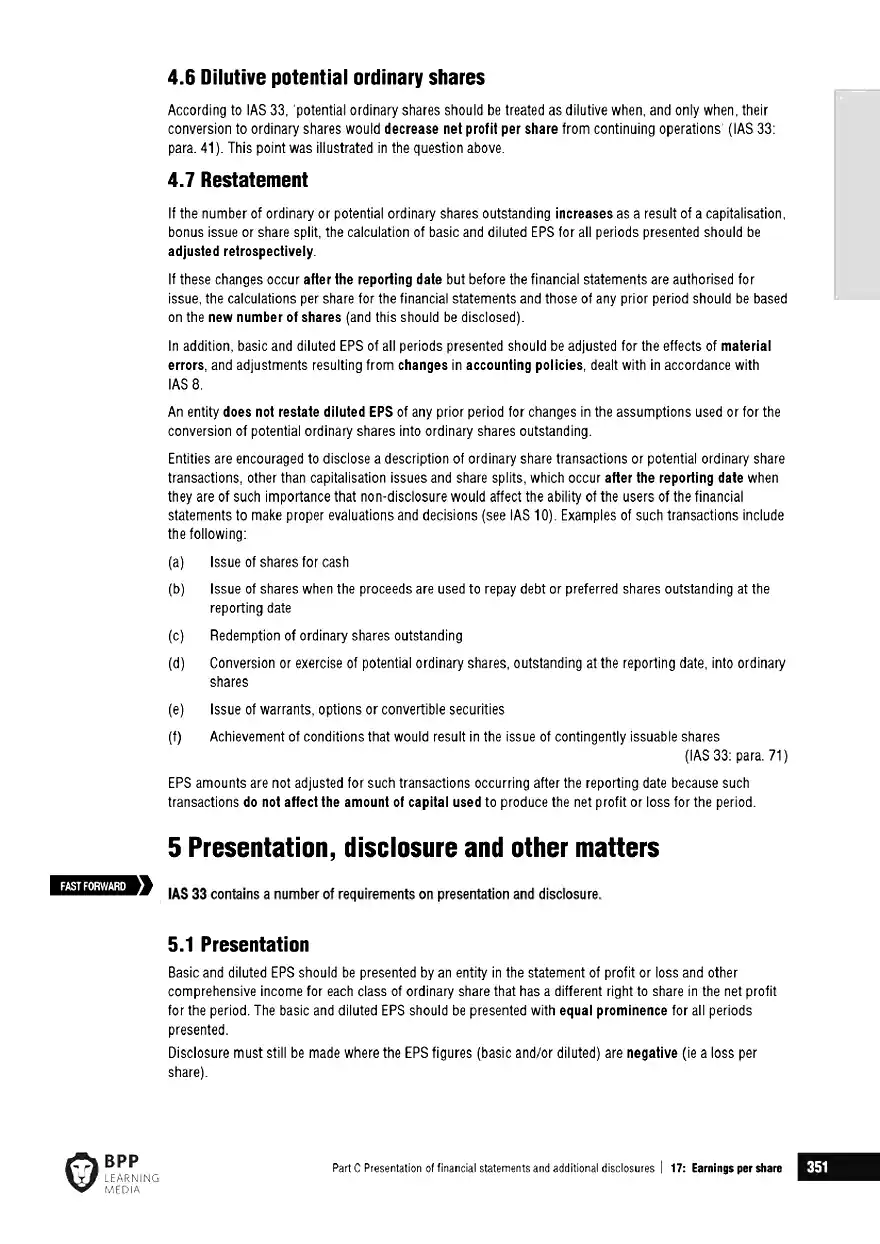 4.6 Dilutive potential ordinary shares
According to IAS 33, 'potential ordinary shares should be treated as dilutive when, and only when, their
conversion to ordinary shares would decrease net profit per share from continuing operations' (IAS 33:
para. 41). This point was illustrated in the question above.
4.7 Restatement
If the number of ordinary or potential ordinary shares outstanding increases as a result of a capitalisation,
bonus issue or share split, the calculation of basic and diluted EPS for all periods presented should be
adjusted retrospectively.
If these changes occur after the reporting date but before the financial statements are authorised for
issue, the calculations per share for the financial statements and those of any prior period should be based
on the new number of shares (and this should be disclosed).
In addition, basic and diluted EPS of all periods presented should be adjusted for the effects of material
errors, and adjustments resulting from changes in accounting policies, dealt with in accordance with
IAS 8.
An entity does not restate diluted EPS of any prior period for changes in the assumptions used or for the
conversion of potential ordinary shares into ordinary shares outstanding.
Entities are encouraged to disclose a description of ordinary share transactions or potential ordinary share
transactions, other than capitalisation issues and share splits, which occur after the reporting date when
they are of such importance that non-disclosure would affect the ability of the users of the financial
statements to make proper evaluations and decisions (see IAS 10). Examples of such transactions include
the following:
(a) Issue of shares for cash
(b) Issue of shares when the proceeds are used to repay debt or preferred shares outstanding at the
reporting date
(c) Redemption of ordinary shares outstanding
(d) Conversion or exercise of potential ordinary shares, outstanding at the reporting date, into ordinary
shares
(e) Issue of warrants, options or convertible securities
(f) Achievement of conditions that would result in the issue of contingently issuable shares
(IAS 33: para. 71)
EPS amounts are not adjusted for such transactions occurring after the reporting date because such
transactions do not affect the amount of capital used to produce the net profit or loss for the period.
5 Presentation, disclosure and other matters
FAST FORWARD
IAS 33 contains a number of requirements on presentation and disclosure.
5.1 Presentation
Basic and diluted EPS should be presented by an entity in the statement of profit or loss and other
comprehensive income for each class of ordinary share that has a different right to share in the net profit
for the period. The basic and diluted EPS should be presented with equal prominence for all periods
presented.
Disclosure must still be made where the EPS figures (basic and/or diluted) are negative (ie a loss per
share).
BPP
LEARNING
MEDIA
Part C Presentation of financial statements and additional disclosures | 17: Earnings per share 351